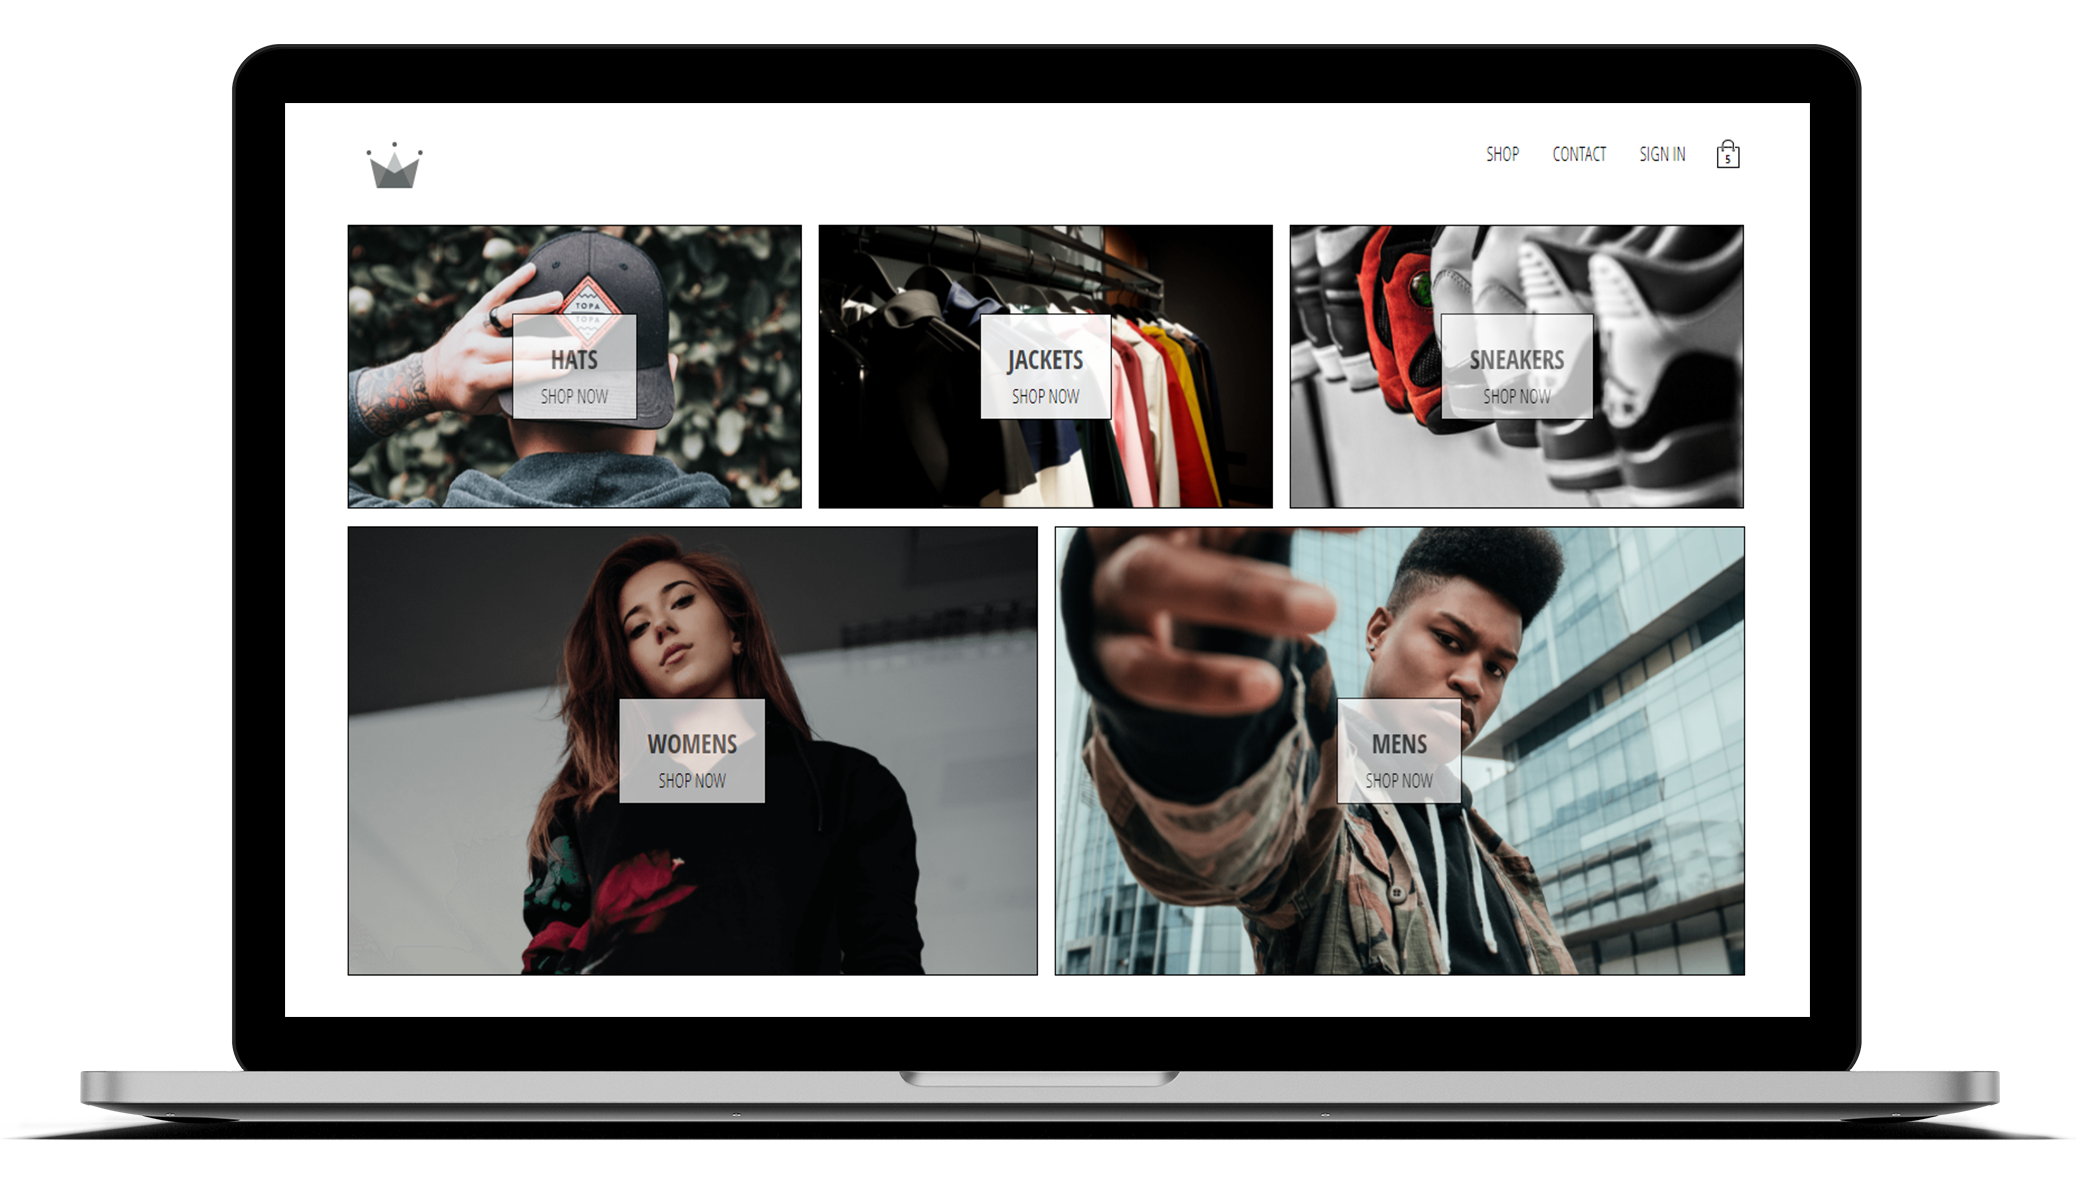 SHOP CONTACT SIGN IN 5
TOPA
TOPA
HATS
SHOP NOW
JACKETS
SHOP NOW
SNEAKERS
SHOP NOW
WOMENS
SHOP NOW
MENS
SHOP NOW